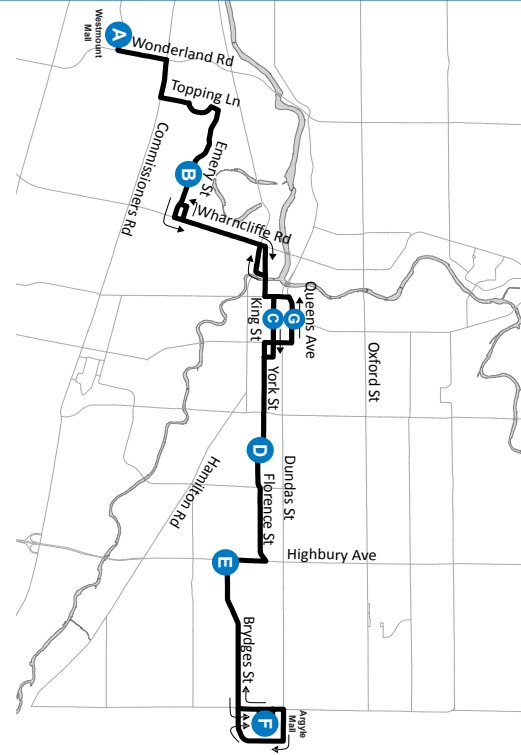 A
Westmount
Mall
Wonderland Rd
Topping Ln
Commissioners Rd
Emery St
B
Wharncliffe Rd
Queens Ave
G
C
King St
York St
Oxford St
D
Dundas St
Florence St
Hamilton Rd
Highbury Ave
E
Brydges St
Argyle
Mall
F